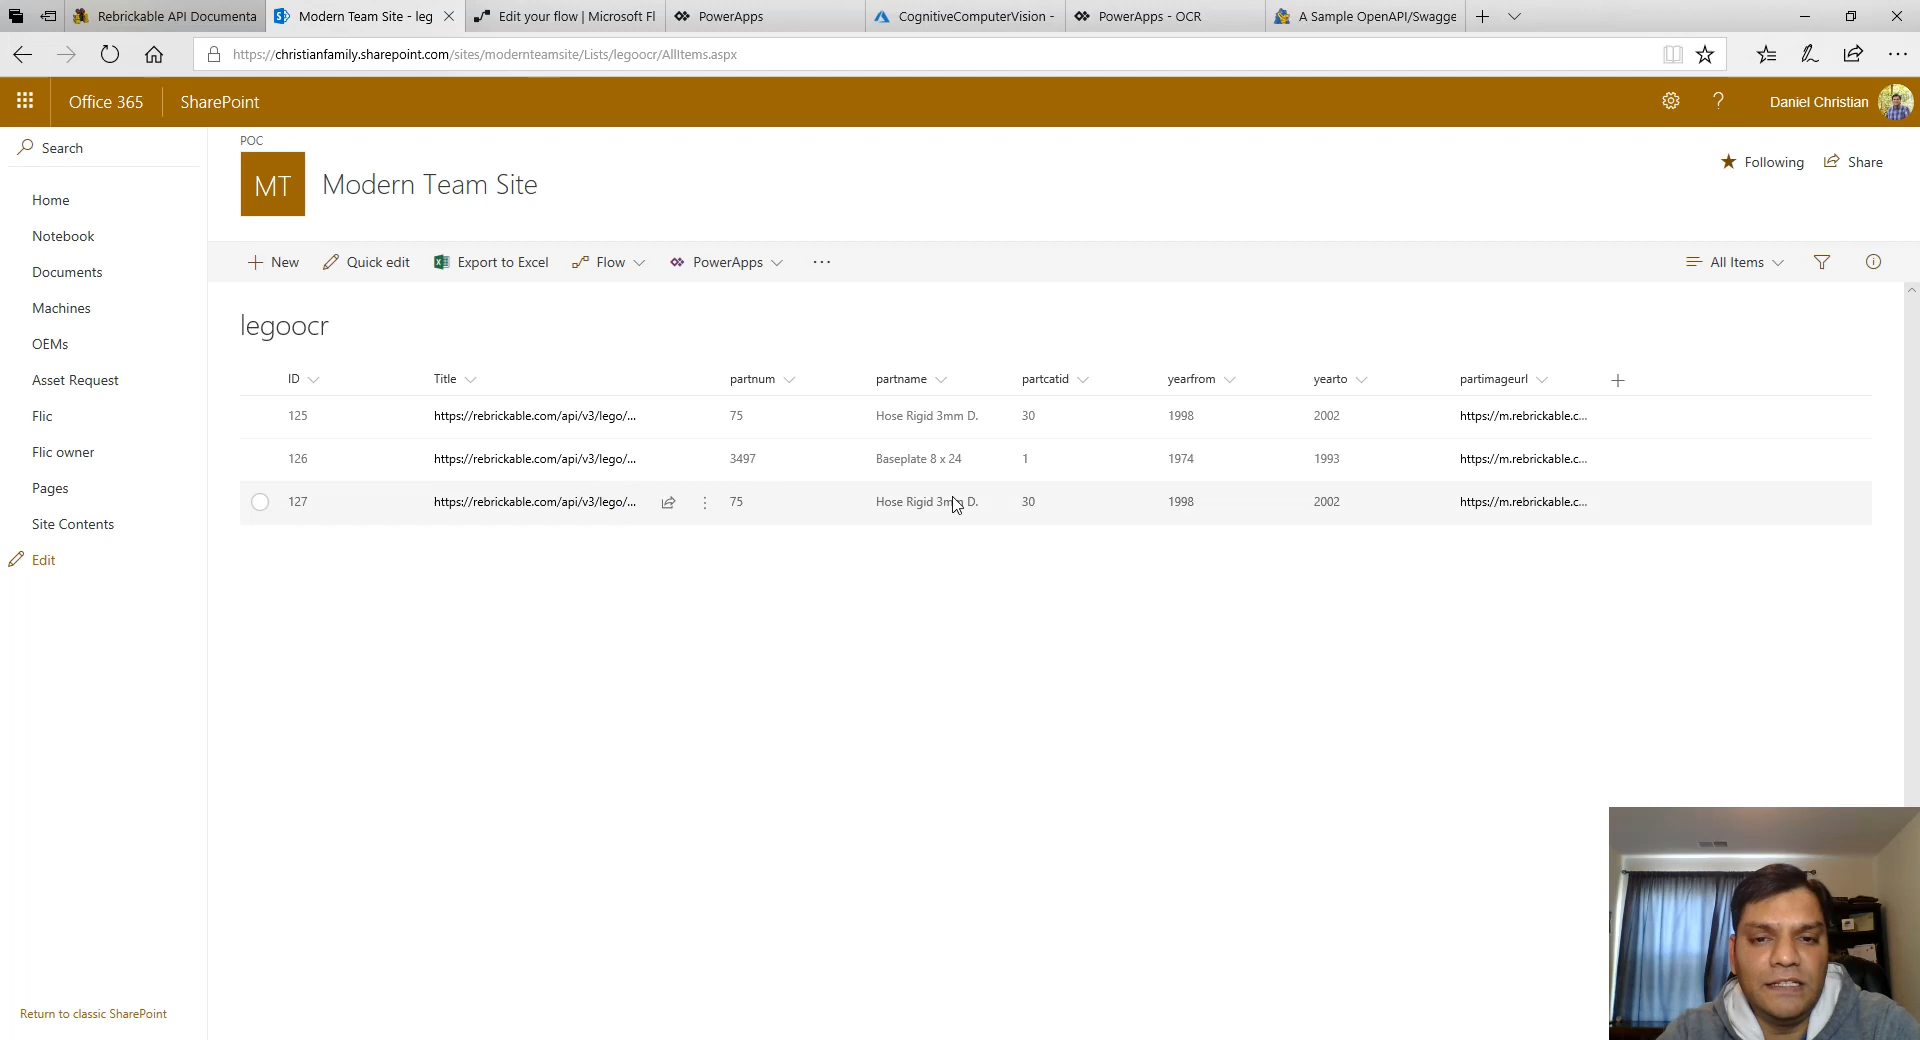 Rebrickable API Documenta
Modern Team Site - leg
Edit your flow | Microsoft Fl
PowerApps
CognitiveComputerVision -
PowerApps - OCR
A Sample OpenAPI/Swagge
https://christianfamily.sharepoint.com/sites/modernteamsite/Lists/legoocr/AllItems.aspx
Office 365 SharePoint
? Daniel Christian
Search
POC
MT
Modern Team Site
Following Share
Home
Notebook
Documents
Machines
OEMs
Asset Request
Flic
Flic owner
Pages
Site Contents
Edit
Return to classic SharePoint
New Quick edit Export to Excel Flow PowerApps ... All Items
legoocr
ID Title partnum partname partcatid yearfrom yearto partimageurl
125 https://rebrickable.com/api/v3/lego/... 75 Hose Rigid 3mm D. 30 1998 2002 https://m.rebrickable.c...
126 https://rebrickable.com/api/v3/lego/... 3497 Baseplate 8 x 24 1 1974 1993 https://m.rebrickable.c...
127 https://rebrickable.com/api/v3/lego/... 75 Hose Rigid 3mm D. 30 1998 2002 https://m.rebrickable.c...